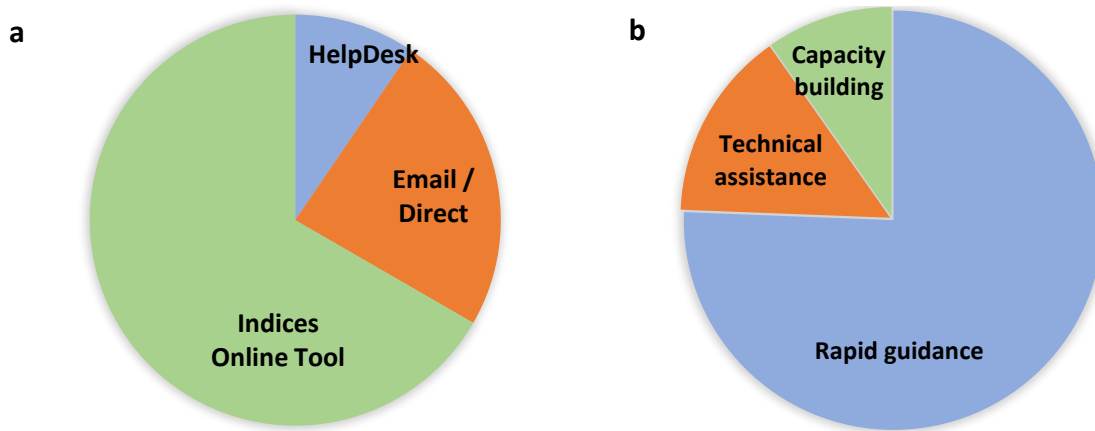 a
HelpDesk
Email /
Direct
Indices
Online Tool
b
Capacity
building
Technical
assistance
Rapid guidance